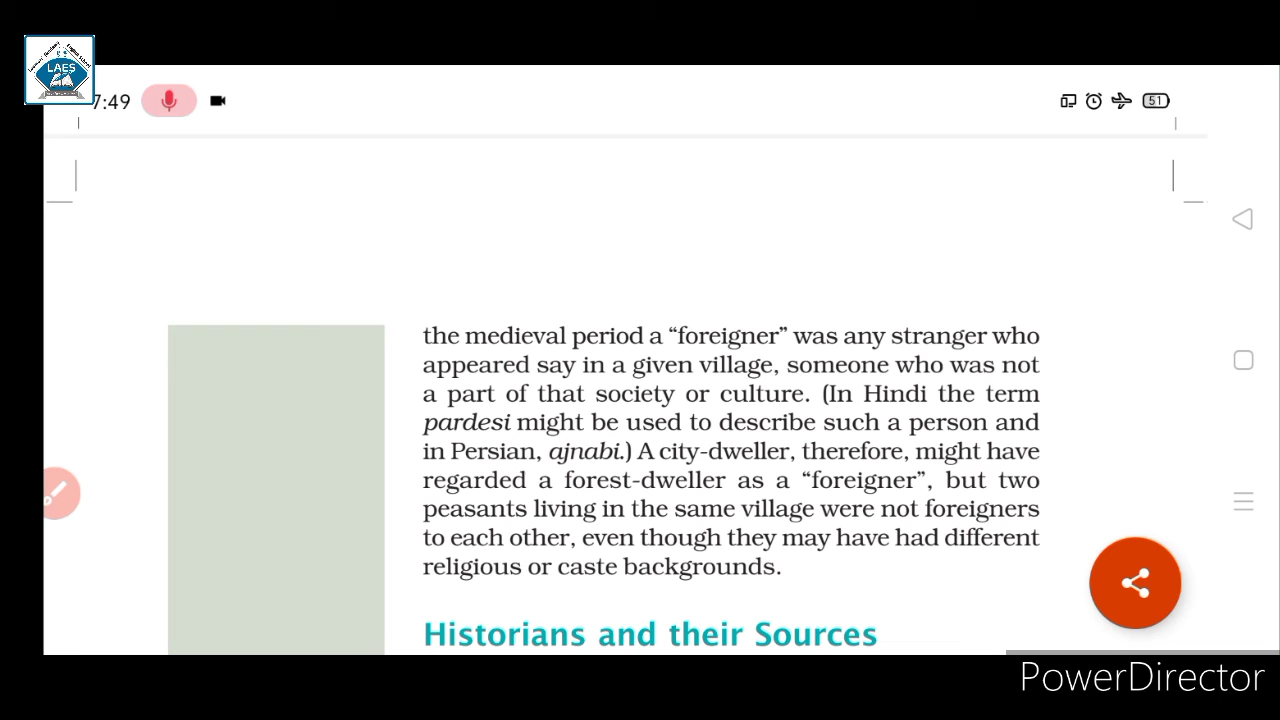 LAES
7:49
51
the medieval period a “foreigner” was any stranger who
appeared say in a given village, someone who was not
a part of that society or culture. (In Hindi the term
pardesi might be used to describe such a person and
in Persian, ajnabi.) A city-dweller, therefore, might have
regarded a forest-dweller as a “foreigner”, but two
peasants living in the same village were not foreigners
to each other, even though they may have had different
religious or caste backgrounds.
Historians and their Sources
PowerDirector